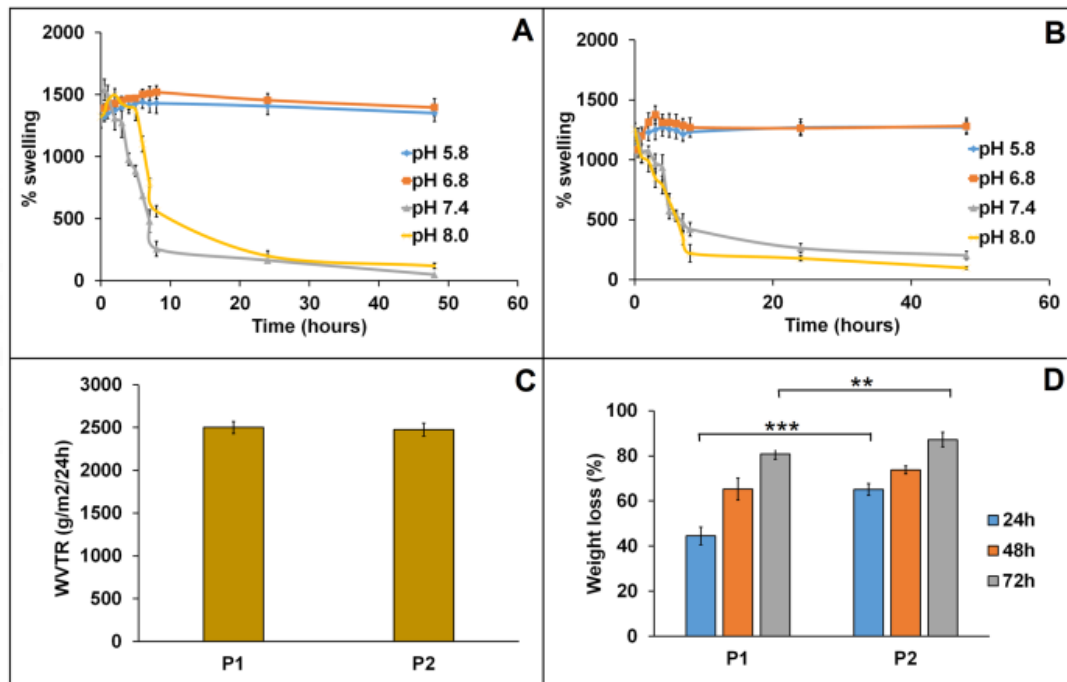 A
2000
1500
1000
500
0
% swelling
0 10 20 30 40 50 60
Time (hours)
pH 5.8
pH 6.8
pH 7.4
pH 8.0
B
2000
1500
1000
500
0
% swelling
0 20 40 60
Time (hours)
pH 5.8
pH 6.8
pH 7.4
pH 8.0
C
3000
2500
2000
1500
1000
500
0
WVTR (g/m2/24h)
P1 P2
D
**
***
100
80
60
40
20
0
Weight loss (%)
P1 P2
24h
48h
72h